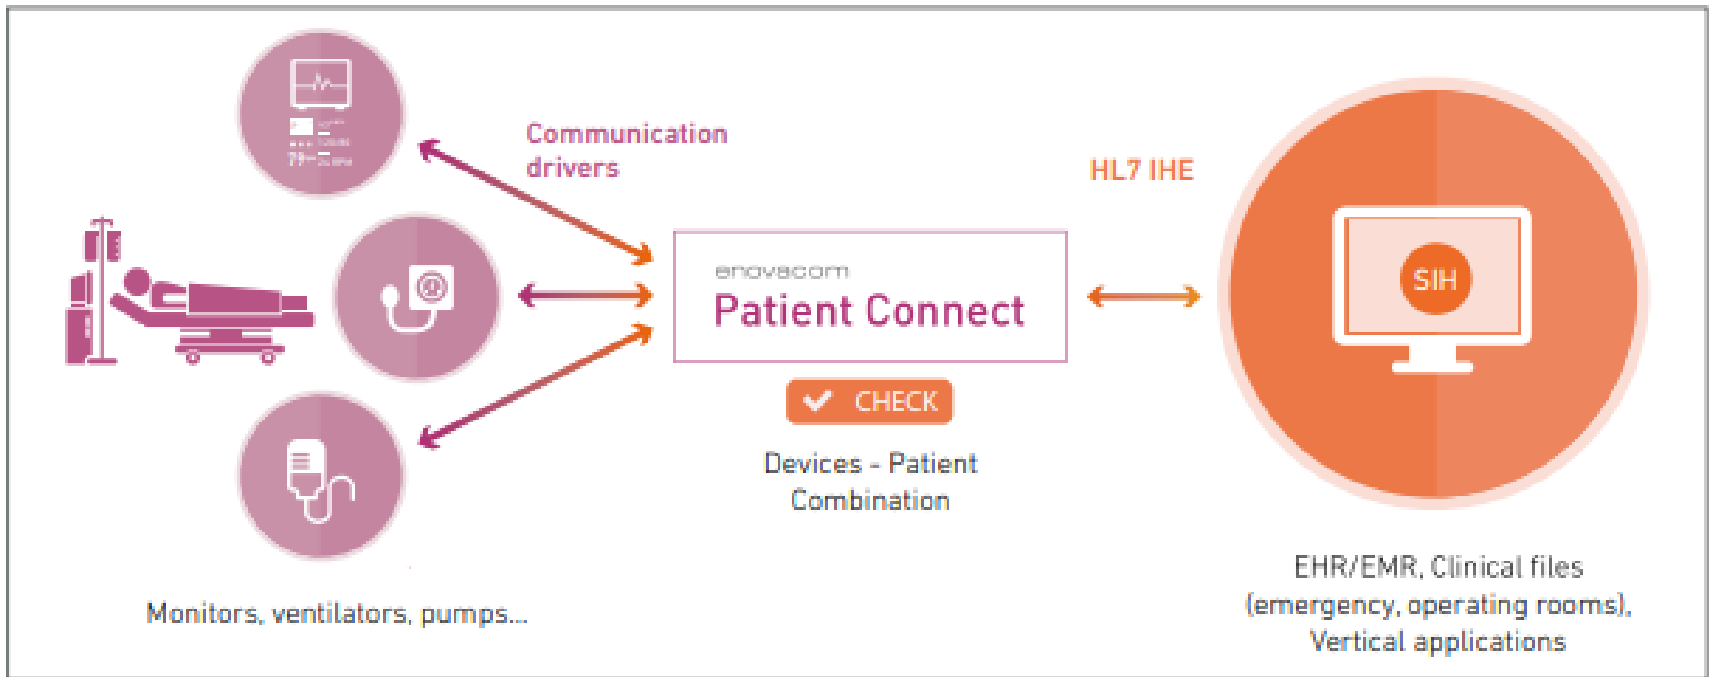 Communication
drivers
HL7 IHE
enovacom
Patient Connect
SIH
@
CHECK
Devices - Patient
Combination
Monitors, ventilators, pumps...
EHR/EMR, Clinical files
(emergency, operating rooms),
Vertical applications